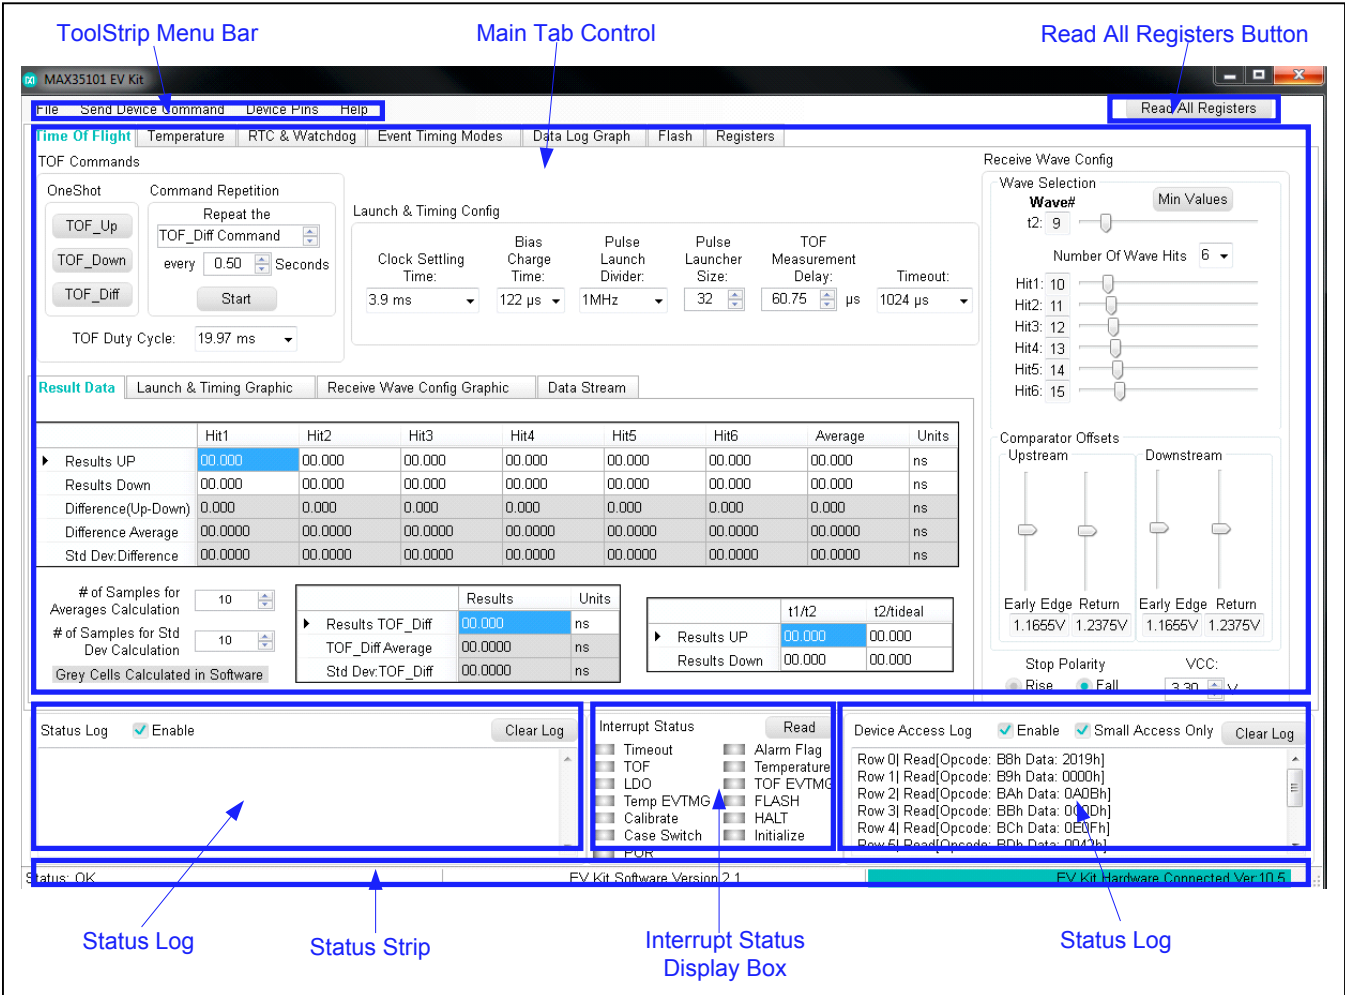 ToolStrip Menu Bar
Main Tab Control
Read All Registers Button
MAX35101 EV Kit
File Send Device Command Device Pins Help
Read All Registers
Time Of Flight Temperature RTC & Watchdog Event Timing Modes Data Log Graph Flash Registers
TOF Commands
OneShot
TOF_Up
TOF_Down
TOF_Diff
Command Repetition
Repeat the
TOF_Diff Command
every 0.50 Seconds
Start
TOF Duty Cycle: 19.97 ms
Launch & Timing Config
Clock Settling Time:
3.9 ms
Bias Charge Time:
122 µs
Pulse Launch Divider:
1MHz
Pulse Launcher Size:
32
TOF Measurement Delay:
60.75 µs
Timeout:
1024 µs
Receive Wave Config
Wave Selection
Wave#
Min Values
t2: 9
Number Of Wave Hits 6
Hit1: 10
Hit2: 11
Hit3: 12
Hit4: 13
Hit5: 14
Hit6: 15
Comparator Offsets
Upstream
Downstream
Early Edge Return Early Edge Return
1.1655V 1.2375V 1.1655V 1.2375V
Stop Polarity
VCC:
Rise Fall
3.30 V
Result Data Launch & Timing Graphic Receive Wave Config Graphic Data Stream
Hit1 Hit2 Hit3 Hit4 Hit5 Hit6 Average Units
Results UP 00.000 00.000 00.000 00.000 00.000 00.000 00.000 ns
Results Down 00.000 00.000 00.000 00.000 00.000 00.000 00.000 ns
Difference(Up-Down) 0.000 0.000 0.000 0.000 0.000 0.000 0.000 ns
Difference Average 00.0000 00.0000 00.0000 00.0000 00.0000 00.0000 00.0000 ns
Std Dev:Difference 00.0000 00.0000 00.0000 00.0000 00.0000 00.0000 00.0000 ns
# of Samples for
Averages Calculation
10
# of Samples for Std
Dev Calculation
10
Grey Cells Calculated in Software
Results Units
Results TOF_Diff 00.000 ns
TOF_Diff Average 00.0000 ns
Std Dev:TOF_Diff 00.0000 ns
t1/t2 t2/tideal
Results UP 00.000 00.000
Results Down 00.000 00.000
Status Log Enable Clear Log
Interrupt Status Read
Timeout Alarm Flag
TOF Temperature
LDO TOF EVTMG
Temp EVTMG FLASH
Calibrate HALT
Case Switch Initialize
POR
Device Access Log Enable Small Access Only Clear Log
Row 0| Read[Opcode: B8h Data: 2019h]
Row 1| Read[Opcode: B9h Data: 0000h]
Row 2| Read[Opcode: BAh Data: 0A0Bh]
Row 3| Read[Opcode: BBh Data: 0C0Dh]
Row 4| Read[Opcode: BCh Data: 0E0Fh]
Row 5| Read[Opcode: BDh Data: 0042h]
Status: OK
EV Kit Software Version 2.1
EV Kit Hardware Connected Ver:10.5
Status Log
Status Strip
Interrupt Status
Display Box
Status Log